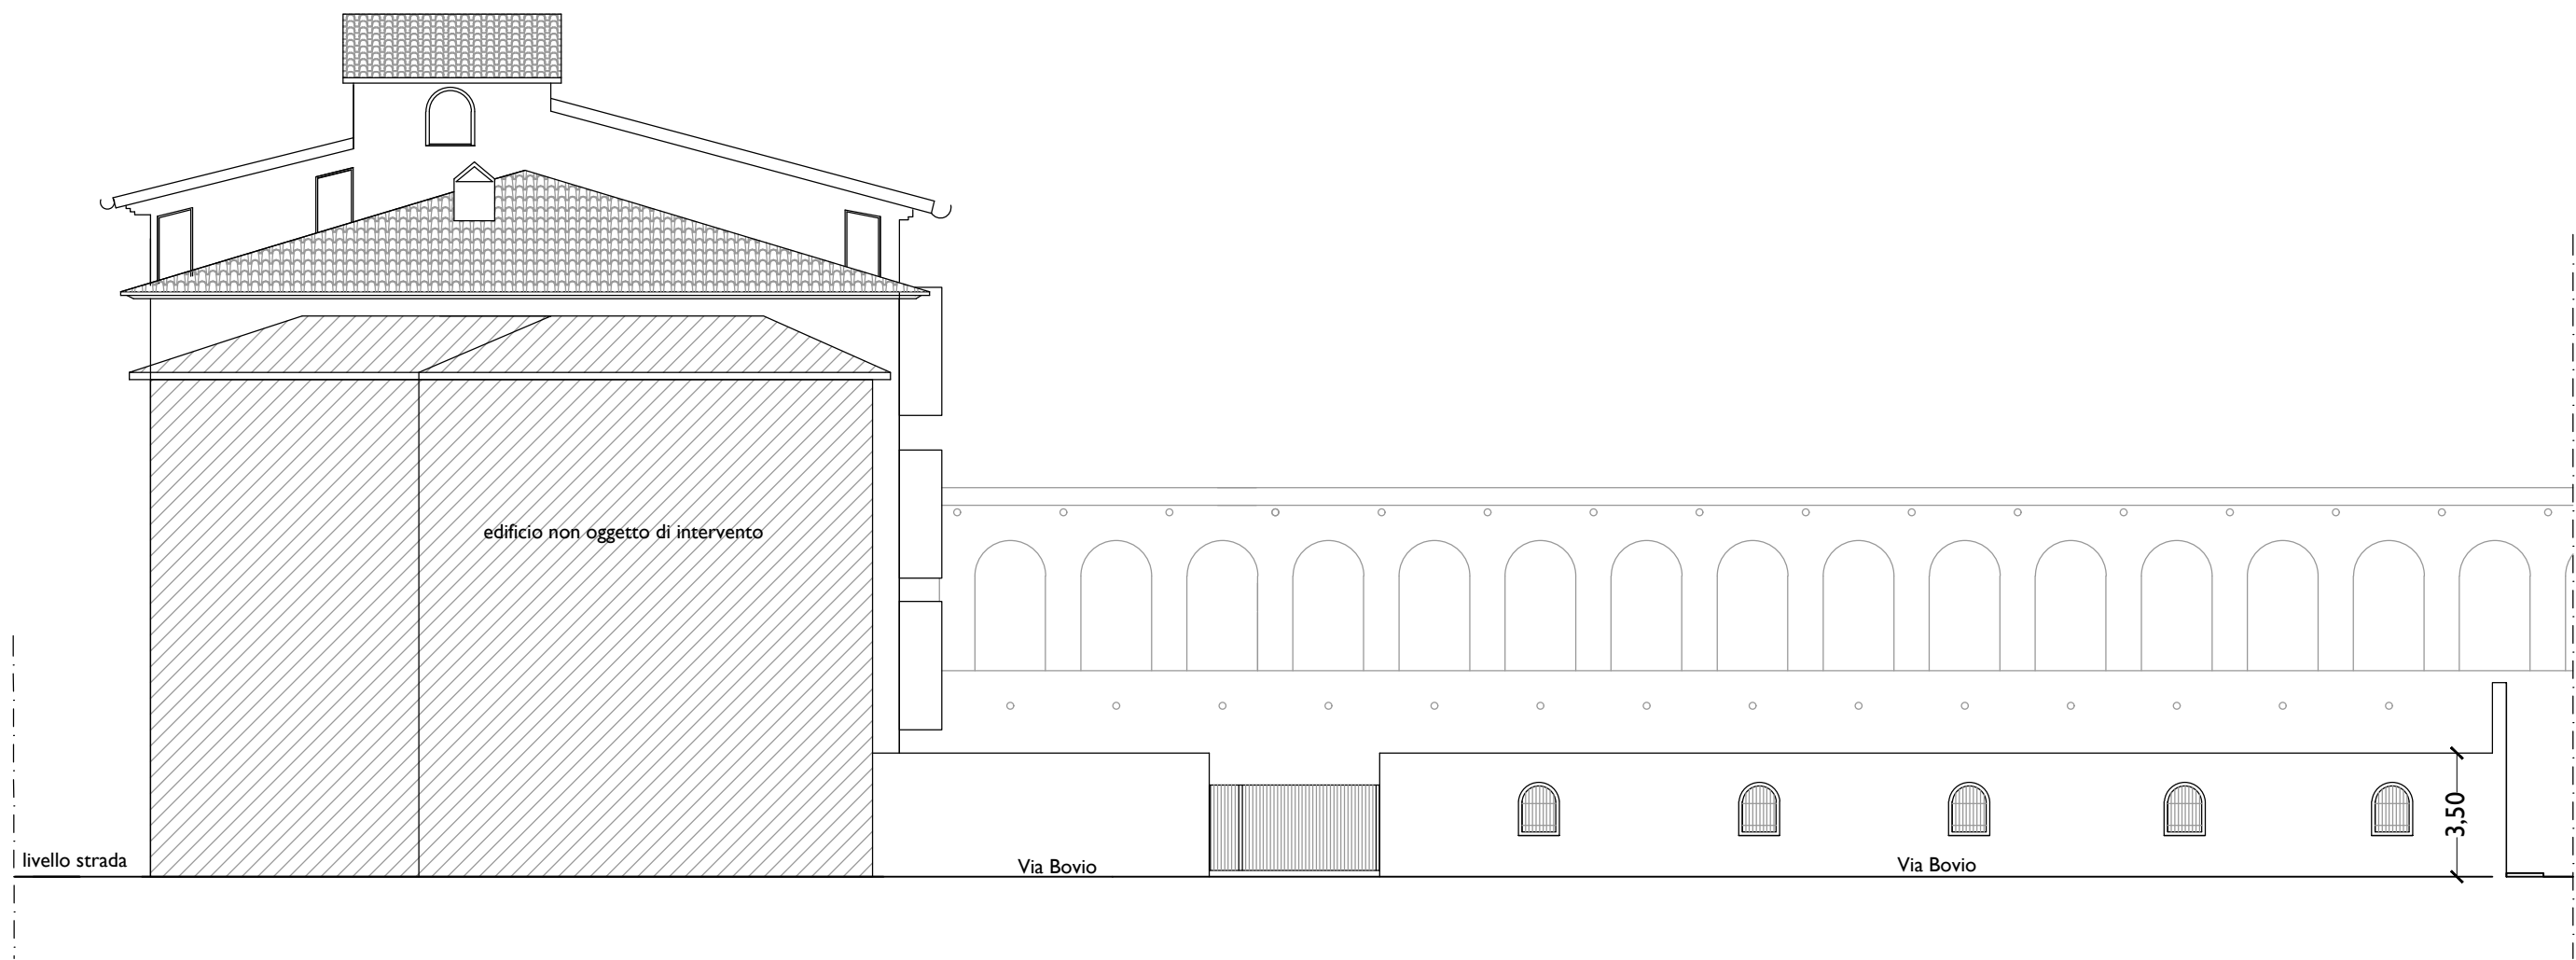 edificio non oggetto di intervento
3,50
livello strada
Via Bovio
Via Bovio